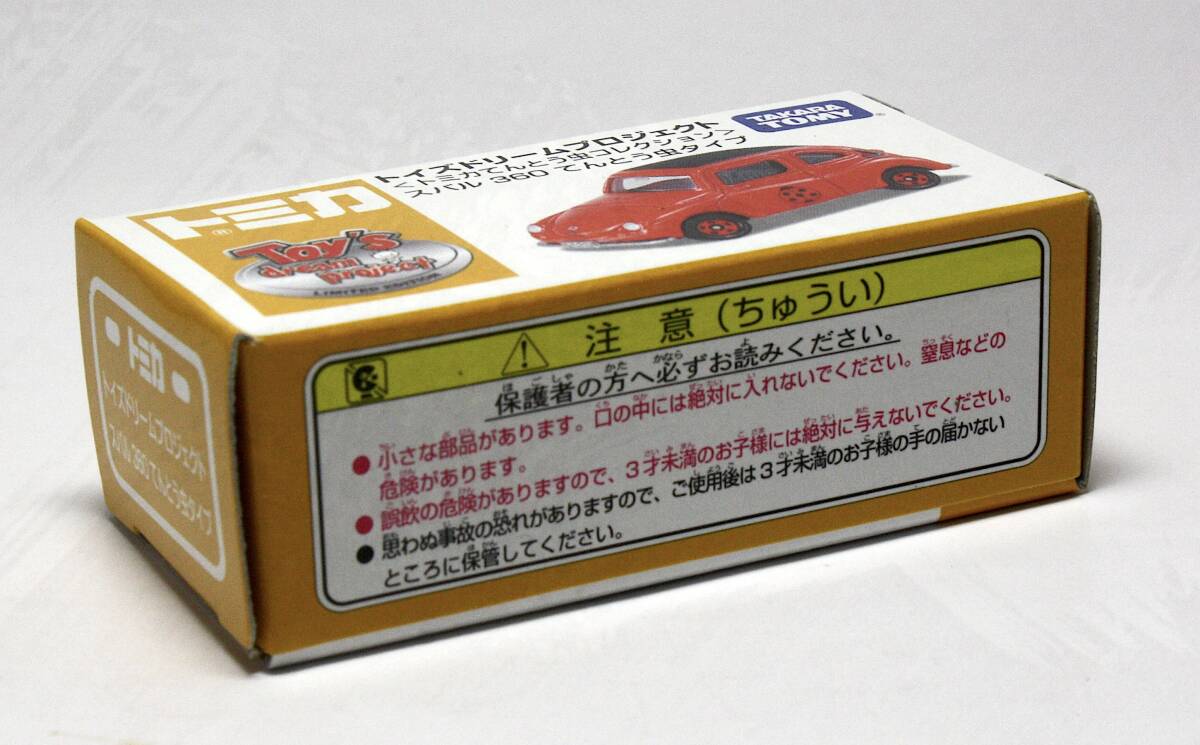 トイズドリームプロジェクト
<トミカてんとう虫コレクション>
スバル 360 てんとう虫タイプ
TAKARA
TOMY
トミカ
®
Toy's
dream
project
LIMITED EDITION
トミカ
トイズドリームプロジェクト
スバル 360 てんとう虫タイプ
注 意 (ちゅうい)
保護者の方へ必ずお読みください。
●小さな部品があります。口の中には絶対に入れないでください。窒息などの
危険があります。
●誤飲の危険がありますので、3才未満のお子様には絶対に与えないでください。
●思わぬ事故の恐れがありますので、ご使用後は3才未満のお子様の手の届かない
ところに保管してください。